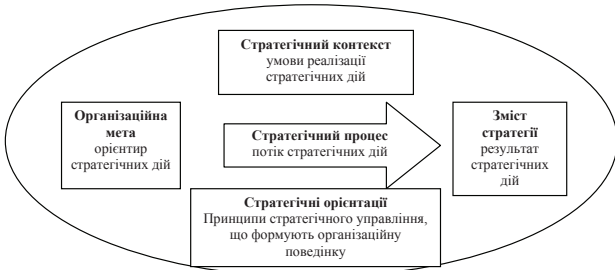 Стратегічний контекст
умови реалізації
стратегічних дій
Організаційна
мета
орієнтир
стратегічних дій
Стратегічний процес
потік стратегічних дій
Зміст
стратегії
результат
стратегічних
дій
Стратегічні орієнтації
Принципи стратегічного управління,
що формують організаційну
поведінку